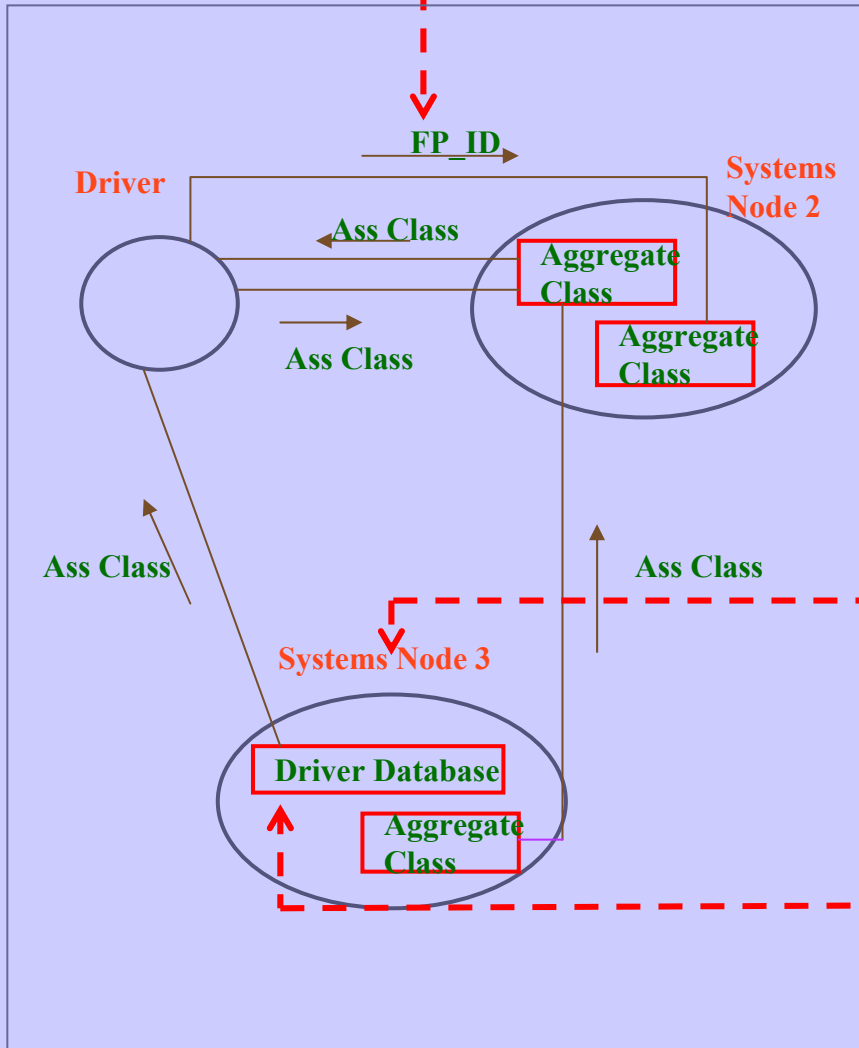 FP_ID
Driver
Systems
Node 2
Ass Class
Aggregate
Class
Ass Class
Aggregate
Class
Ass Class
Ass Class
Systems Node 3
Driver Database
Aggregate
Class